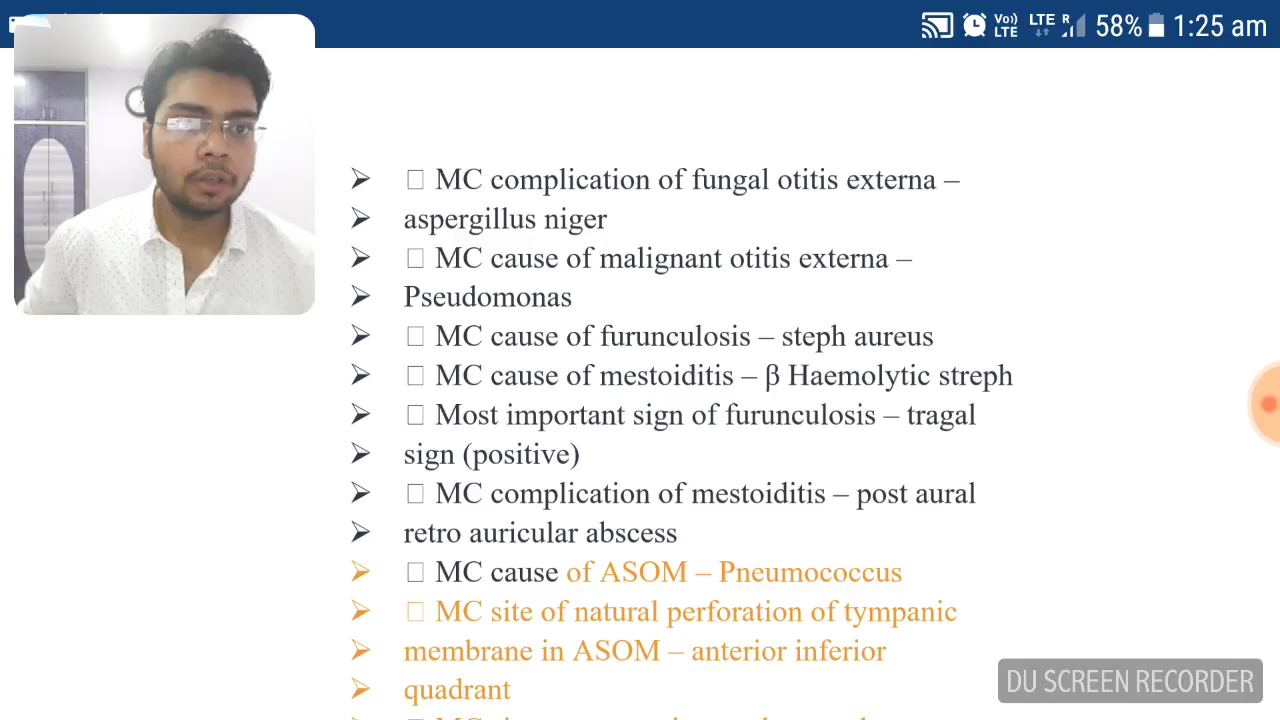 Vo))
LTE
LTE R
58%
1:25 am
➢ □ MC complication of fungal otitis externa –
➢ aspergillus niger
➢ □ MC cause of malignant otitis externa –
➢ Pseudomonas
➢ □ MC cause of furunculosis – steph aureus
➢ □ MC cause of mestoiditis – β Haemolytic streph
➢ □ Most important sign of furunculosis – tragal
➢ sign (positive)
➢ □ MC complication of mestoiditis – post aural
➢ retro auricular abscess
➢ □ MC cause of ASOM – Pneumococcus
➢ □ MC site of natural perforation of tympanic
➢ membrane in ASOM – anterior inferior
➢ quadrant
DU SCREEN RECORDER